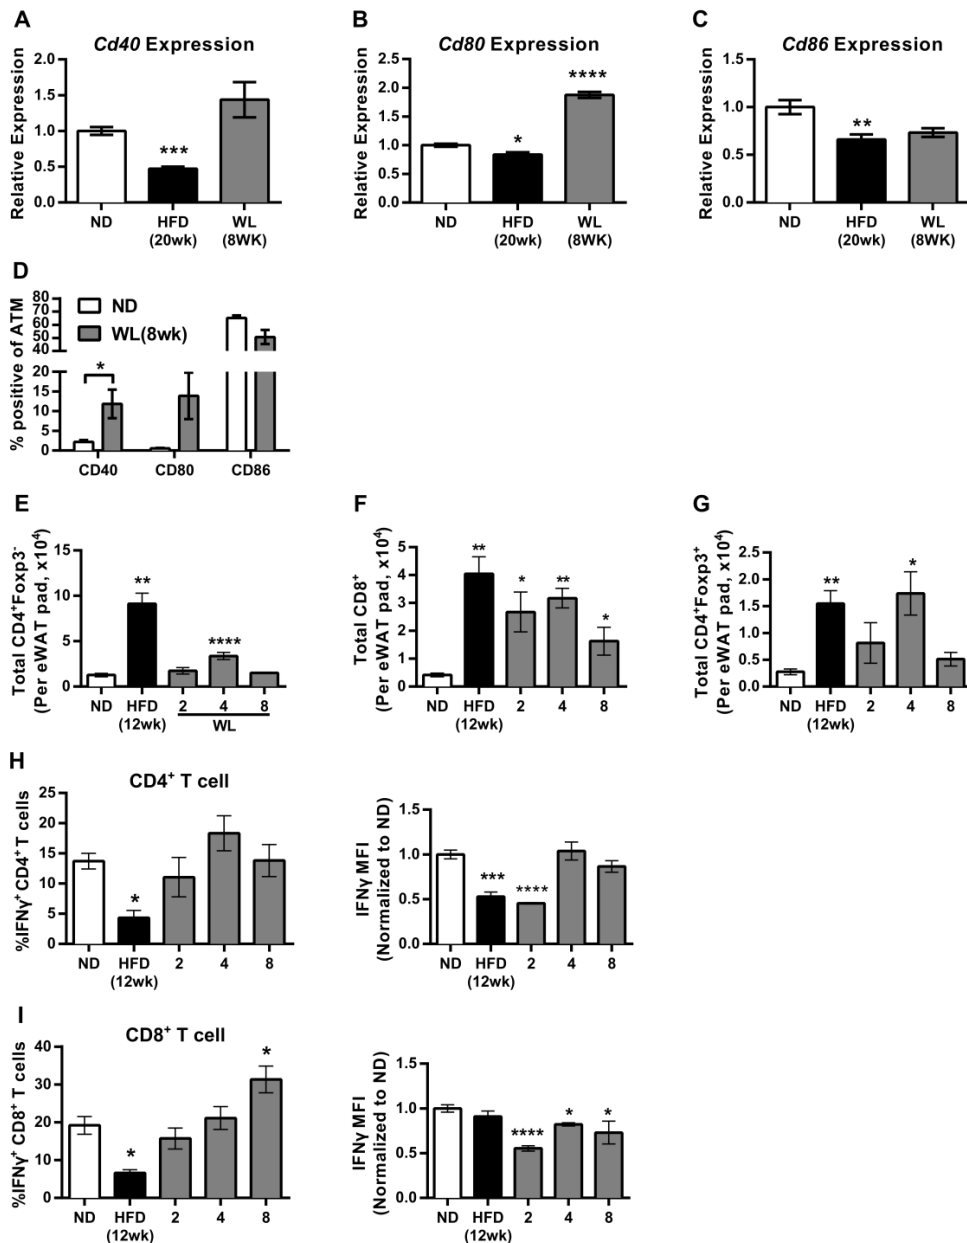 A
Cd40 Expression
Relative Expression
2.0
1.5
1.0
0.5
0.0
***
ND
HFD
(20wk)
WL
(8WK)
B
Cd80 Expression
Relative Expression
2.5
2.0
1.5
1.0
0.5
0.0
*
****
ND
HFD
(20wk)
WL
(8WK)
C
Cd86 Expression
Relative Expression
1.5
1.0
0.5
0.0
**
ND
HFD
(20wk)
WL
(8WK)
D
% positive of ATM
80
70
60
50
40
20
15
10
5
0
ND
WL(8wk)
*
CD40
CD80
CD86
E
Total CD4⁺Foxp3⁻
(Per eWAT pad, x10⁴)
15
10
5
0
**
****
ND
HFD
(12wk)
2
4
8
WL
F
Total CD8⁺
(Per eWAT pad, x10⁴)
5
4
3
2
1
0
**
*
**
*
ND
HFD
(12wk)
2
4
8
G
Total CD4⁺Foxp3⁺
(Per eWAT pad, x10⁴)
2.5
2.0
1.5
1.0
0.5
0.0
**
*
ND
HFD
(12wk)
2
4
8
H
CD4⁺ T cell
%IFNγ⁺ CD4⁺ T cells
25
20
15
10
5
0
*
ND
HFD
(12wk)
2
4
8
IFNγ MFI
(Normalized to ND)
1.5
1.0
0.5
0.0
***
****
ND
HFD
(12wk)
2
4
8
I
CD8⁺ T cell
%IFNγ⁺ CD8⁺ T cells
40
30
20
10
0
*
*
ND
HFD
(12wk)
2
4
8
IFNγ MFI
(Normalized to ND)
1.5
1.0
0.5
0.0
****
*
*
ND
HFD
(12wk)
2
4
8